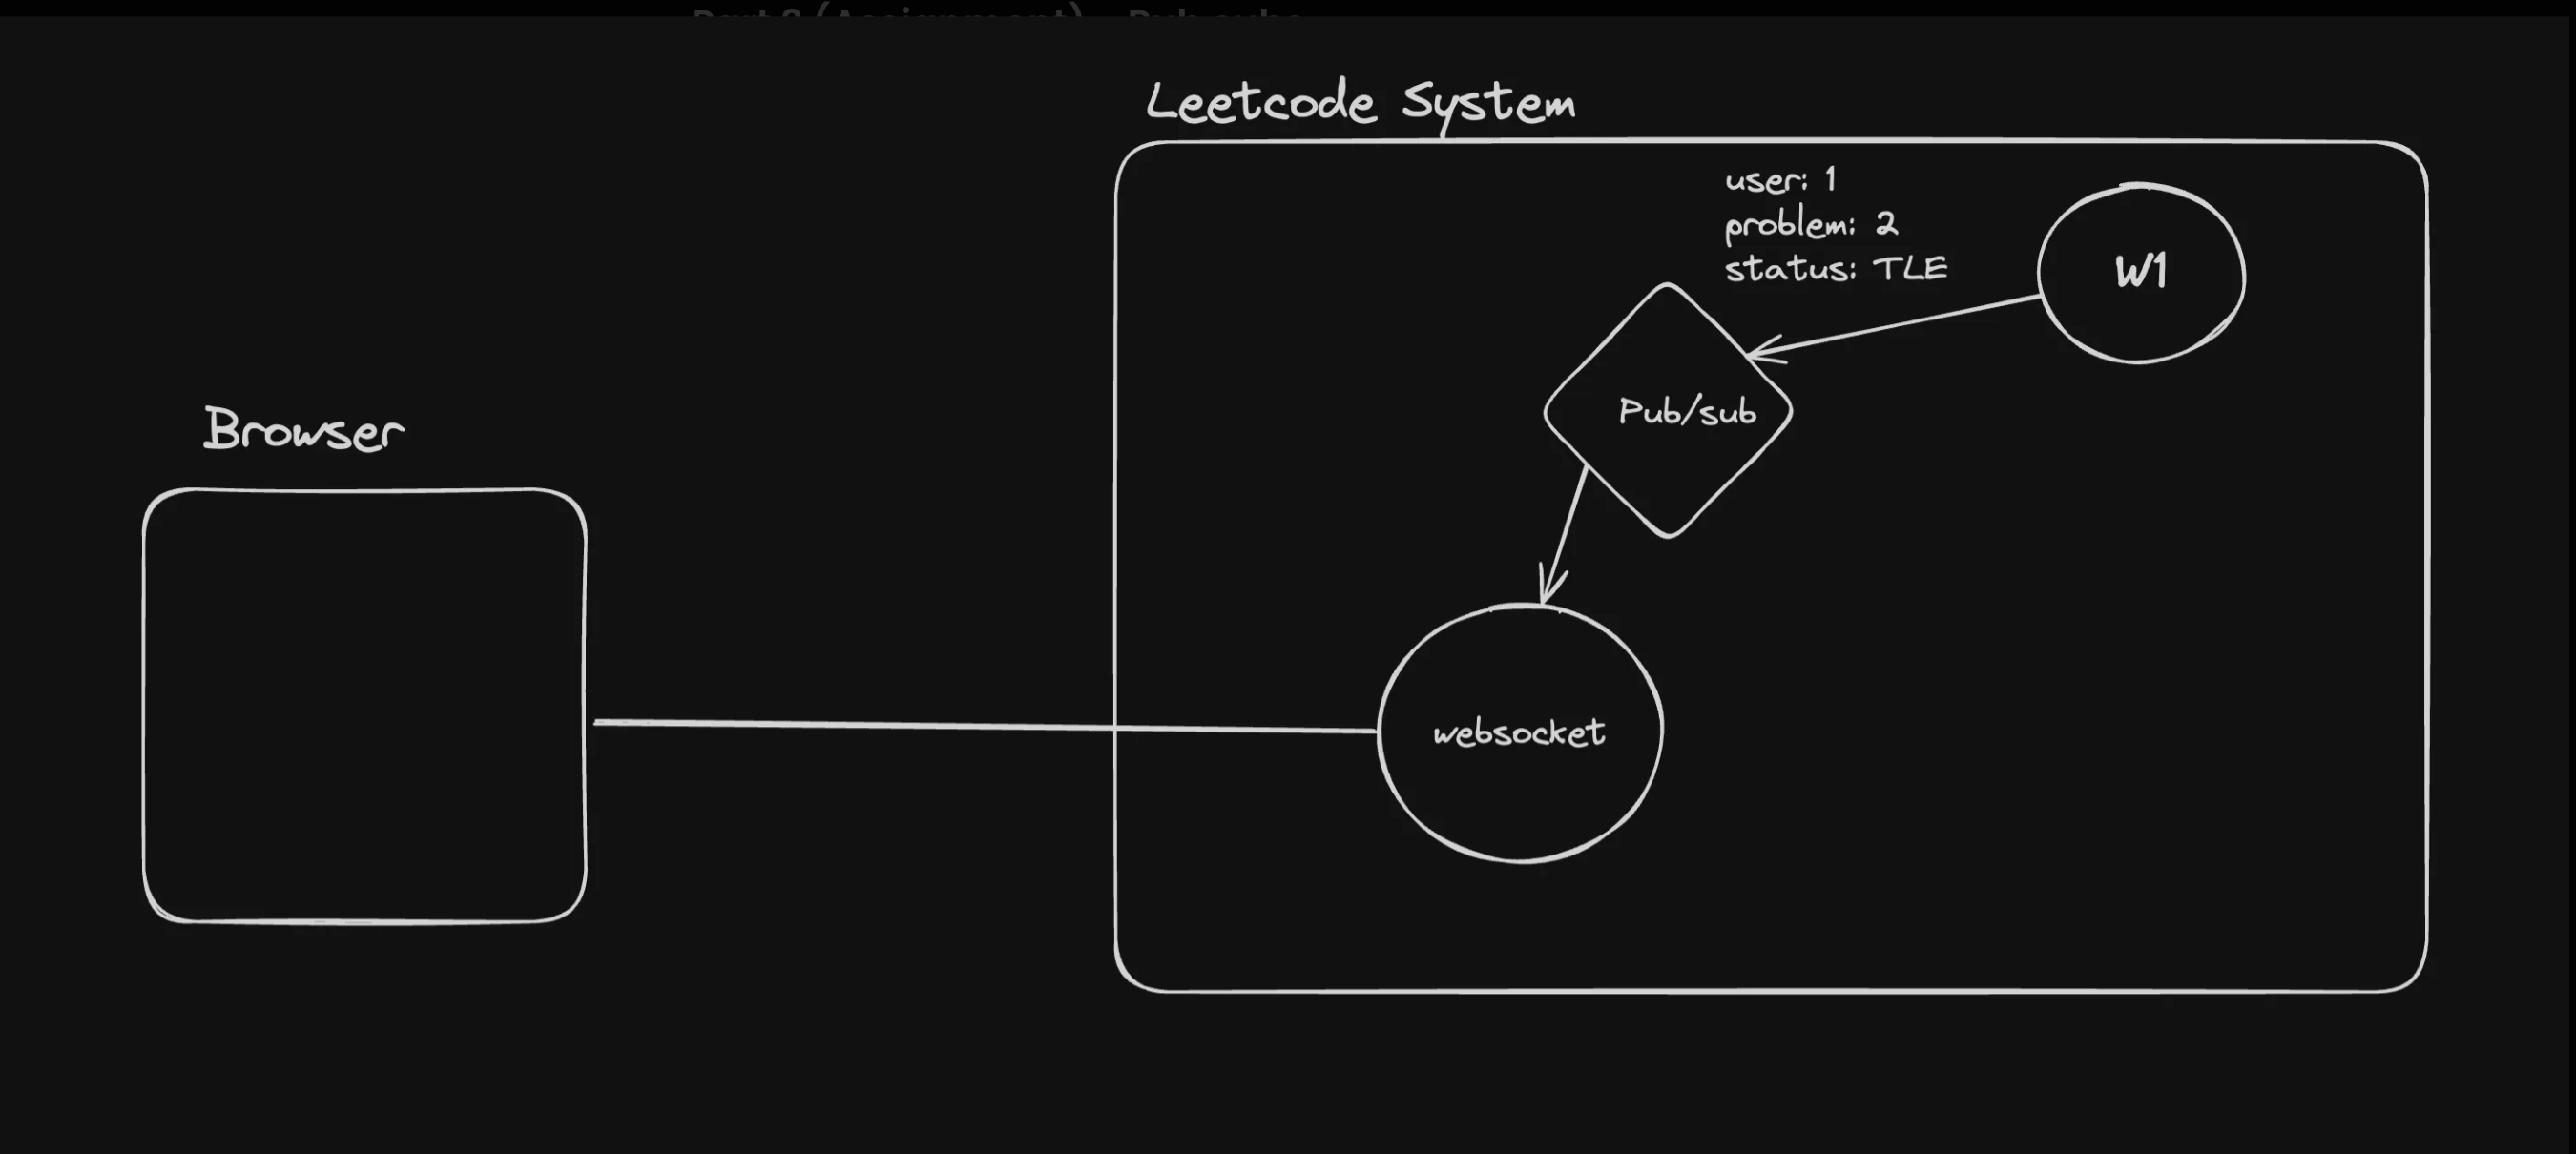 Leetcode System
user: 1
problem: 2
status: TLE
W1
Pub/sub
Browser
websocket